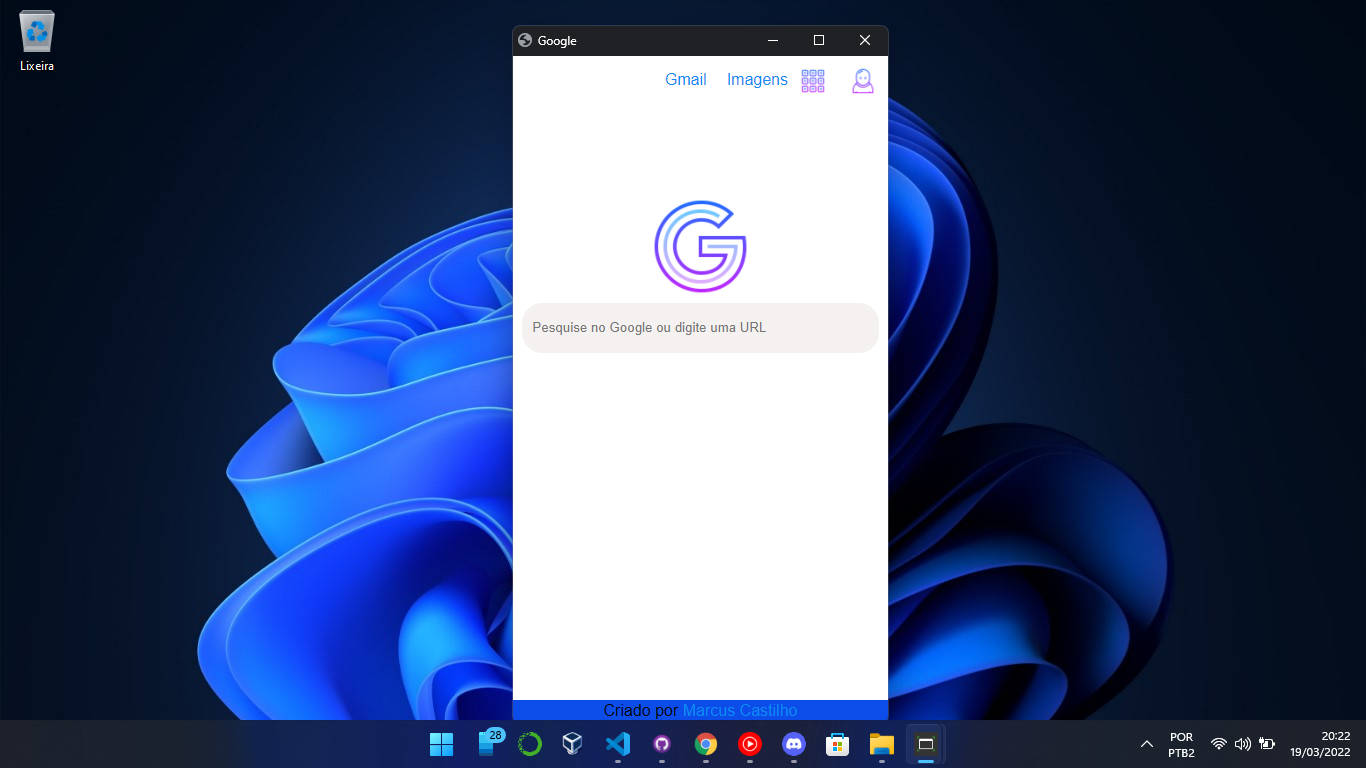 Lixeira
Google
Gmail Imagens
G
Pesquise no Google ou digite uma URL
Criado por Marcus Castilho
28
POR
PTB2
20:22
19/03/2022